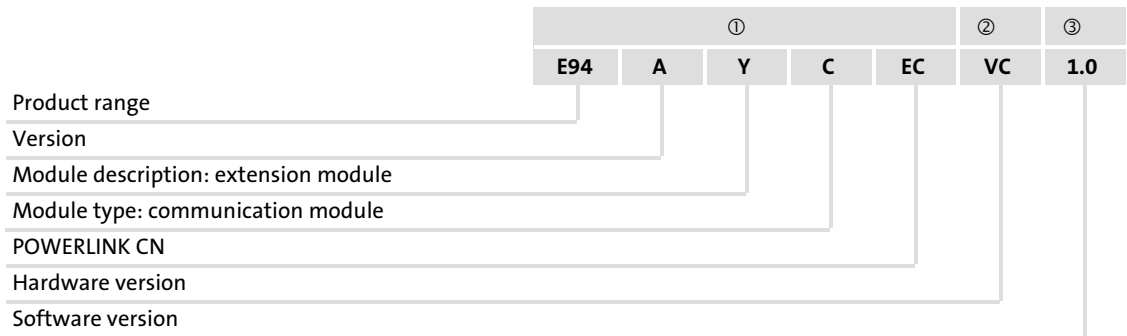 ① ② ③
E94 A Y C EC VC 1.0
Product range
Version
Module description: extension module
Module type: communication module
POWERLINK CN
Hardware version
Software version